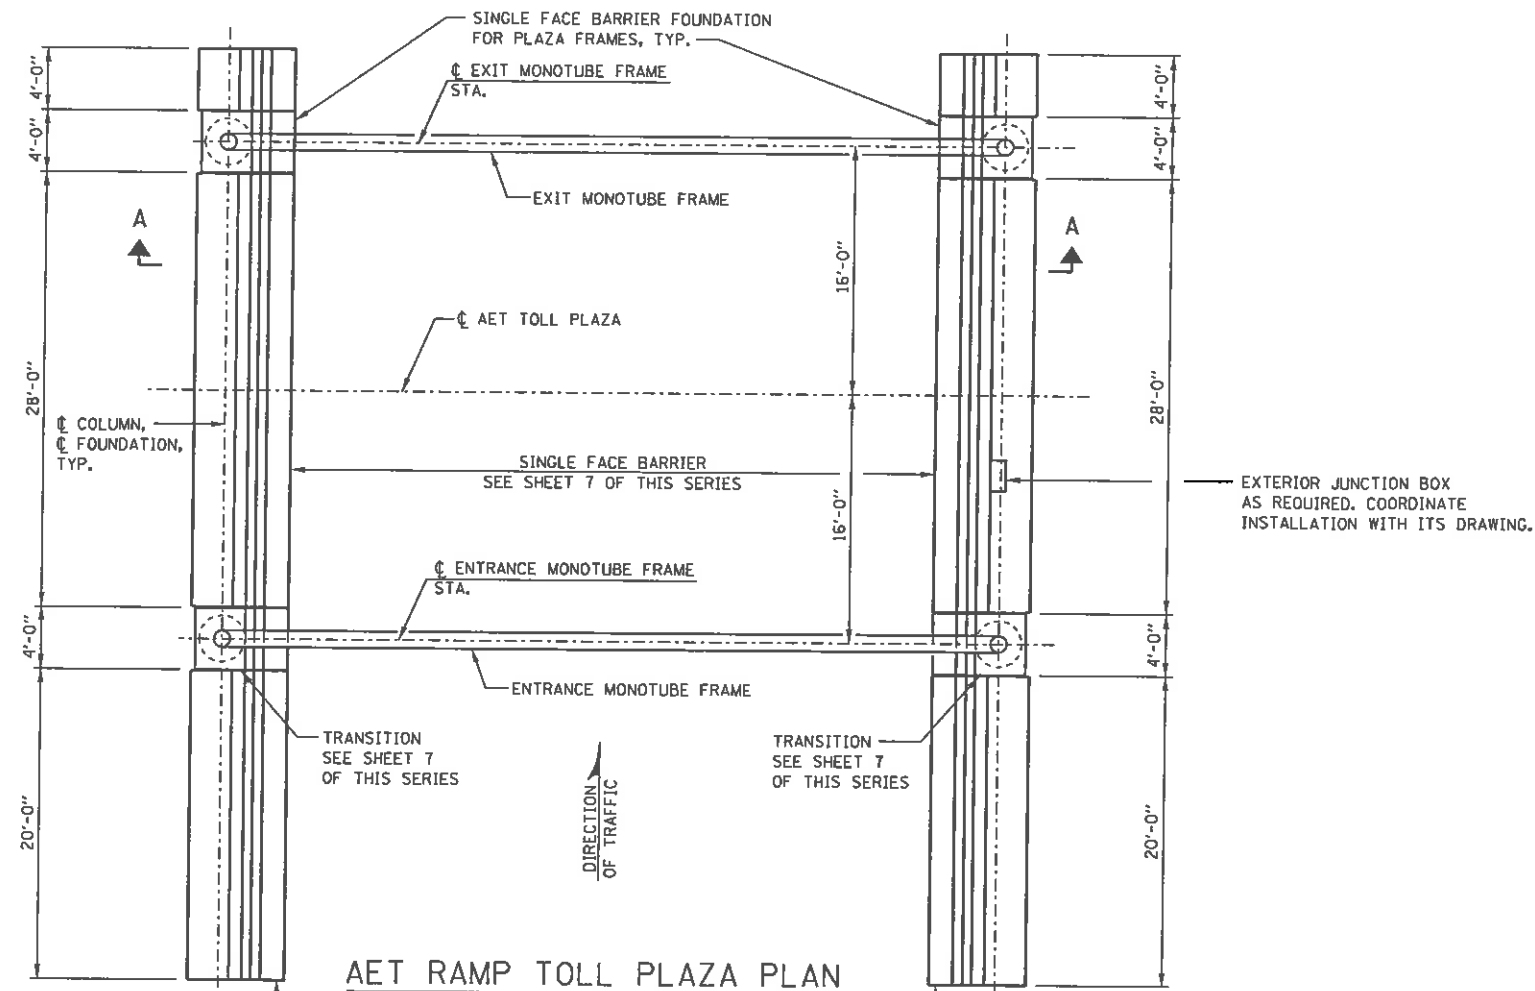 SINGLE FACE BARRIER FOUNDATION
FOR PLAZA FRAMES, TYP.
℄ EXIT MONOTUBE FRAME
STA.
4'-0"
4'-0"
4'-0"
4'-0"
EXIT MONOTUBE FRAME
A
A
16'-0"
℄ AET TOLL PLAZA
28'-0"
28'-0"
℄ COLUMN,
℄ FOUNDATION,
TYP.
SINGLE FACE BARRIER
SEE SHEET 7 OF THIS SERIES
EXTERIOR JUNCTION BOX
AS REQUIRED. COORDINATE
INSTALLATION WITH ITS DRAWING.
16'-0"
℄ ENTRANCE MONOTUBE FRAME
STA.
4'-0"
4'-0"
ENTRANCE MONOTUBE FRAME
TRANSITION
SEE SHEET 7
OF THIS SERIES
TRANSITION
SEE SHEET 7
OF THIS SERIES
DIRECTION
OF TRAFFIC
20'-0"
20'-0"
AET RAMP TOLL PLAZA PLAN